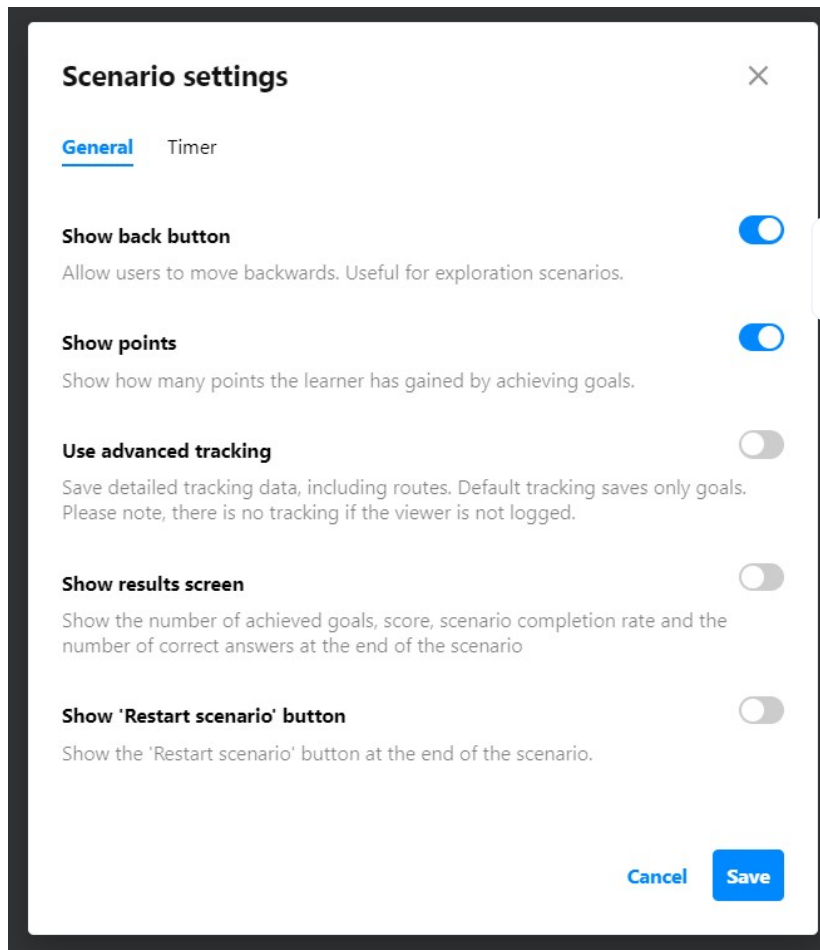 Scenario settings
General Timer
Show back button
Allow users to move backwards. Useful for exploration scenarios.
Show points
Show how many points the learner has gained by achieving goals.
Use advanced tracking
Save detailed tracking data, including routes. Default tracking saves only goals.
Please note, there is no tracking if the viewer is not logged.
Show results screen
Show the number of achieved goals, score, scenario completion rate and the
number of correct answers at the end of the scenario
Show 'Restart scenario' button
Show the 'Restart scenario' button at the end of the scenario.
Cancel Save